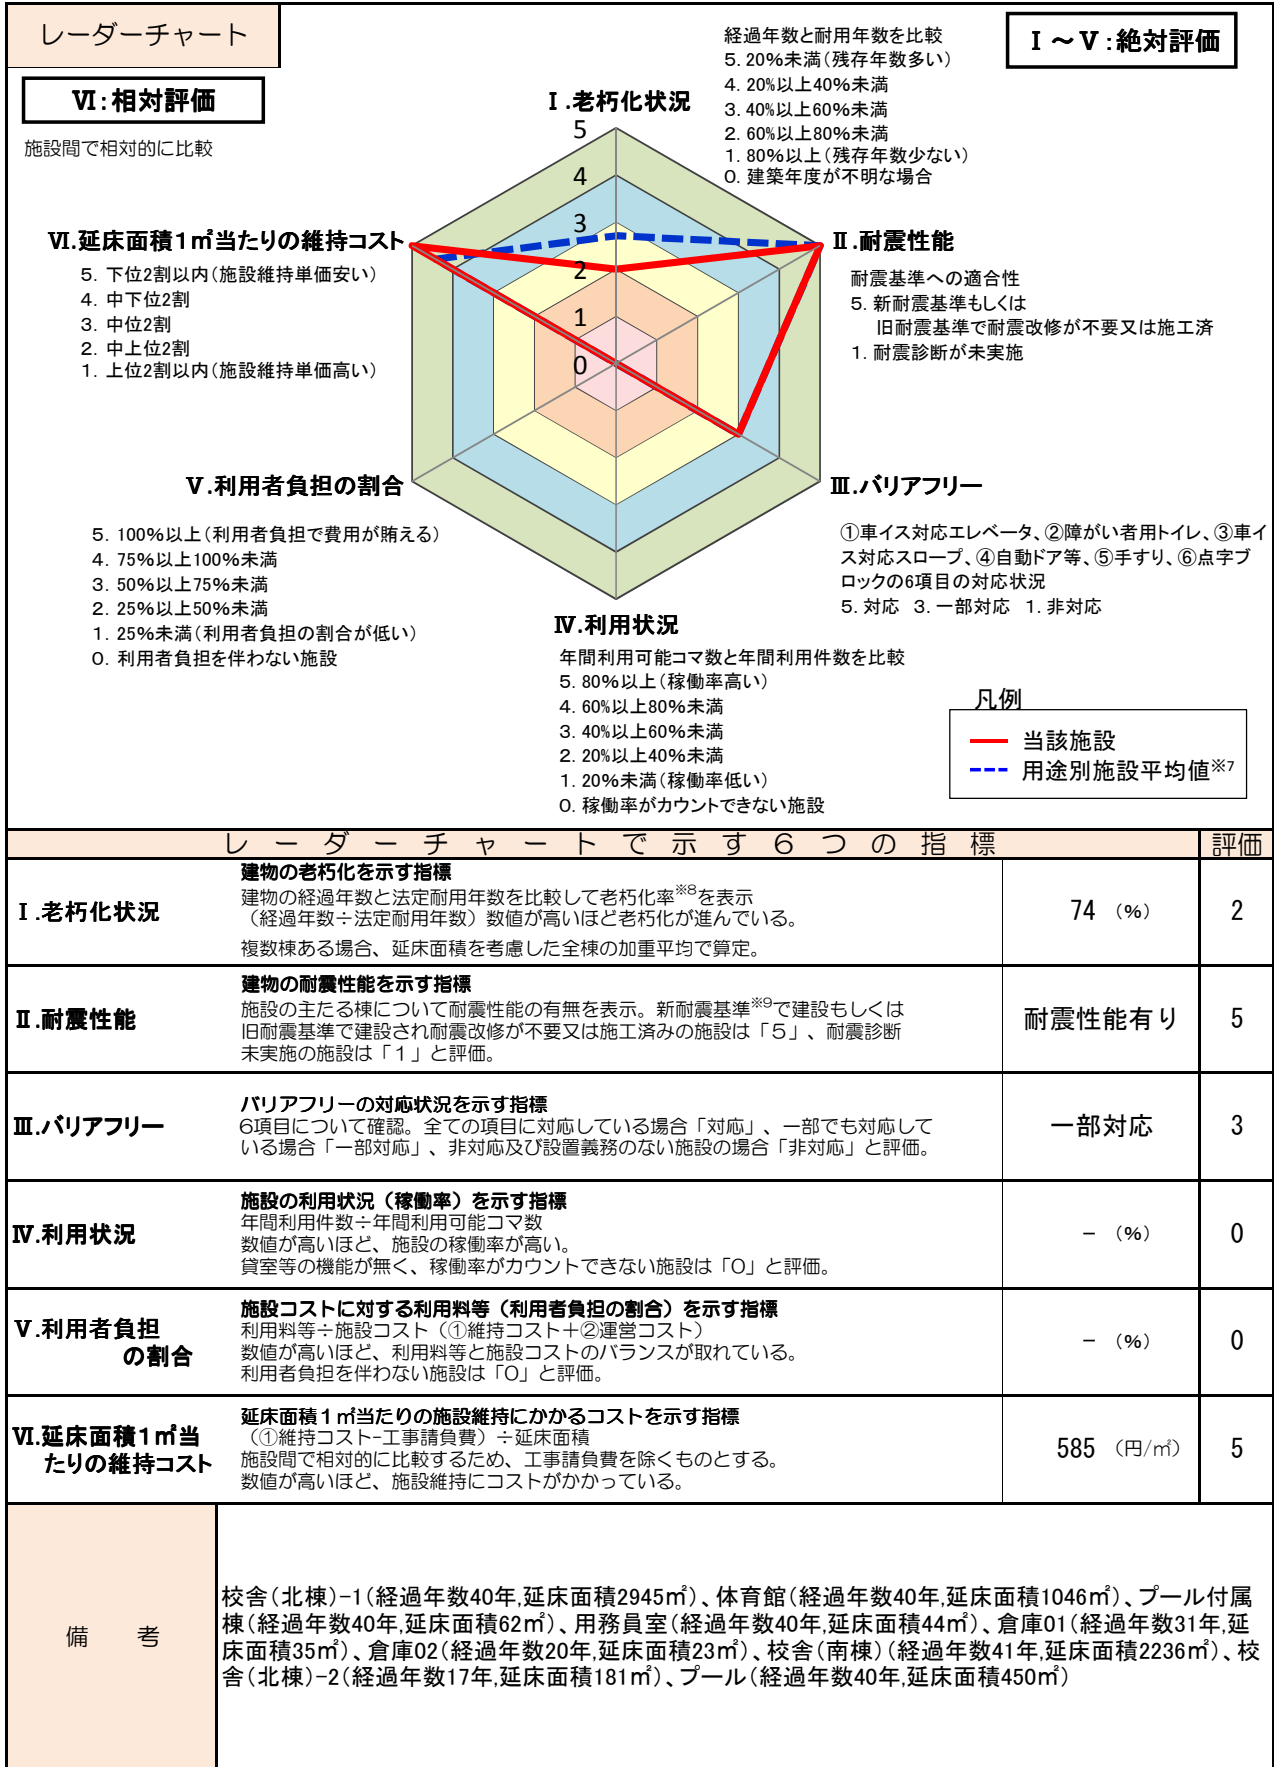 レーダーチャート
Ⅵ:相対評価
施設間で相対的に比較
Ⅰ～Ⅴ:絶対評価
経過年数と耐用年数を比較
5. 20%未満(残存年数多い)
4. 20%以上40%未満
3. 40%以上60%未満
2. 60%以上80%未満
1. 80%以上(残存年数少ない)
0. 建築年度が不明な場合
Ⅰ.老朽化状況
5
4
3
2
1
0
Ⅵ.延床面積1㎡当たりの維持コスト
5. 下位2割以内(施設維持単価安い)
4. 中下位2割
3. 中位2割
2. 中上位2割
1. 上位2割以内(施設維持単価高い)
Ⅱ.耐震性能
耐震基準への適合性
5. 新耐震基準もしくは
旧耐震基準で耐震改修が不要又は施工済
1. 耐震診断が未実施
Ⅴ.利用者負担の割合
5. 100%以上(利用者負担で費用が賄える)
4. 75%以上100%未満
3. 50%以上75%未満
2. 25%以上50%未満
1. 25%未満(利用者負担の割合が低い)
0. 利用者負担を伴わない施設
Ⅲ.バリアフリー
①車イス対応エレベータ、②障がい者用トイレ、③車イ
ス対応スロープ、④自動ドア等、⑤手すり、⑥点字ブ
ロックの6項目の対応状況
5. 対応 3. 一部対応 1. 非対応
Ⅳ.利用状況
年間利用可能コマ数と年間利用件数を比較
5. 80%以上(稼働率高い)
4. 60%以上80%未満
3. 40%以上60%未満
2. 20%以上40%未満
1. 20%未満(稼働率低い)
0. 稼働率がカウントできない施設
凡例
当該施設
用途別施設平均値※7
レーダーチャートで示す6つの指標 評価
Ⅰ.老朽化状況
建物の老朽化を示す指標
建物の経過年数と法定耐用年数を比較して老朽化率※8を表示
(経過年数÷法定耐用年数)数値が高いほど老朽化が進んでいる。
複数棟ある場合、延床面積を考慮した全棟の加重平均で算定。
74 (%) 2
Ⅱ.耐震性能
建物の耐震性能を示す指標
施設の主たる棟について耐震性能の有無を表示。新耐震基準※9で建設もしくは
旧耐震基準で建設され耐震改修が不要又は施工済みの施設は「5」、耐震診断
未実施の施設は「1」と評価。
耐震性能有り 5
Ⅲ.バリアフリー
バリアフリーの対応状況を示す指標
6項目について確認。全ての項目に対応している場合「対応」、一部でも対応して
いる場合「一部対応」、非対応及び設置義務のない施設の場合「非対応」と評価。
一部対応 3
Ⅳ.利用状況
施設の利用状況(稼働率)を示す指標
年間利用件数÷年間利用可能コマ数
数値が高いほど、施設の稼働率が高い。
貸室等の機能が無く、稼働率がカウントできない施設は「0」と評価。
− (%) 0
Ⅴ.利用者負担
の割合
施設コストに対する利用料等(利用者負担の割合)を示す指標
利用料等÷施設コスト(①維持コスト+②運営コスト)
数値が高いほど、利用料等と施設コストのバランスが取れている。
利用者負担を伴わない施設は「0」と評価。
− (%) 0
Ⅵ.延床面積1㎡当
たりの維持コスト
延床面積1㎡当たりの施設維持にかかるコストを示す指標
(①維持コスト-工事請負費)÷延床面積
施設間で相対的に比較するため、工事請負費を除くものとする。
数値が高いほど、施設維持にコストがかかっている。
585 (円/㎡) 5
備 考
校舎(北棟)-1(経過年数40年,延床面積2945㎡)、体育館(経過年数40年,延床面積1046㎡)、プール付属
棟(経過年数40年,延床面積62㎡)、用務員室(経過年数40年,延床面積44㎡)、倉庫01(経過年数31年,延
床面積35㎡)、倉庫02(経過年数20年,延床面積23㎡)、校舎(南棟)(経過年数41年,延床面積2236㎡)、校
舎(北棟)-2(経過年数17年,延床面積181㎡)、プール(経過年数40年,延床面積450㎡)